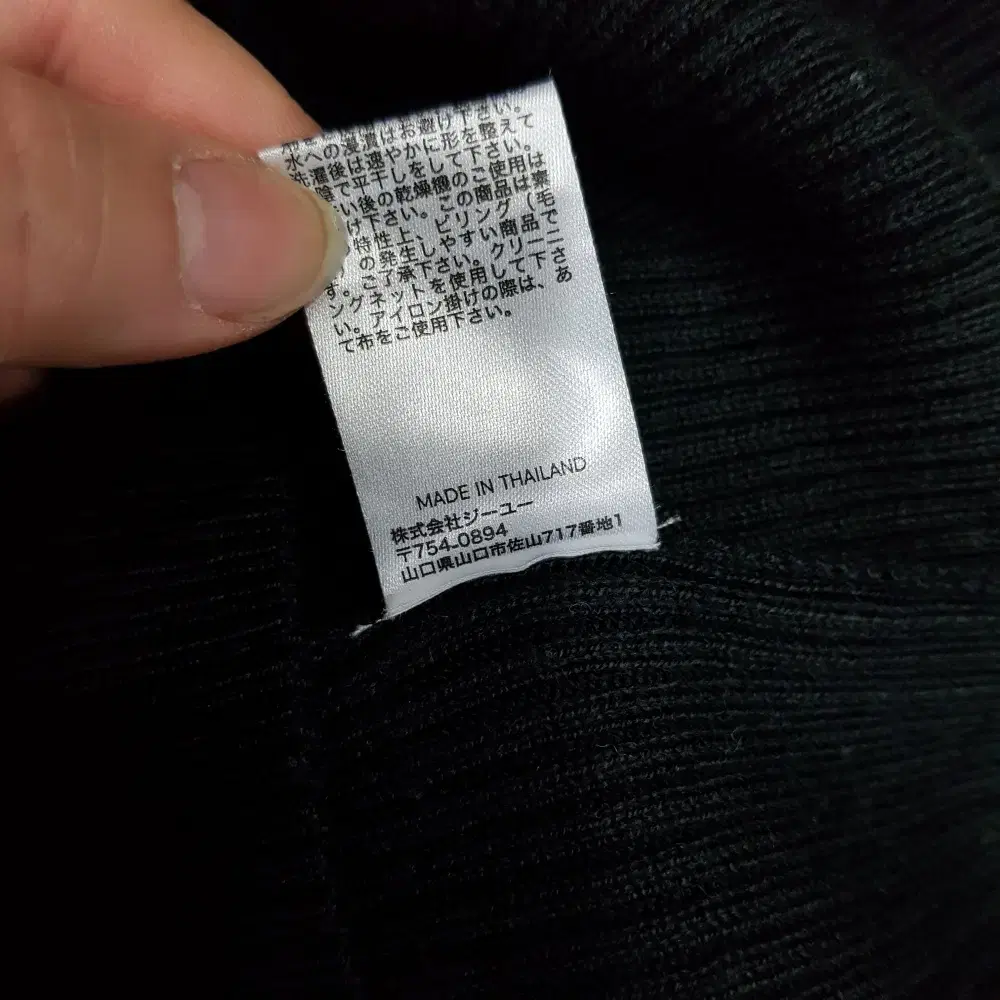 水への浸漬はお避け下さい。
洗濯後は速やかに形を整えて
陰で平干しをして下さい。
い後の乾燥機のご使用は
け下さい。この商品は素
特性上、ピリング（毛
の発生しやすい商品で
す。ご了承下さい。クリーニ
ングネットを使用して下さ
い。アイロン掛けの際は、あ
て布をご使用下さい。
MADE IN THAILAND
株式会社ジーユー
〒754-0894
山口県山口市佐山717番地1